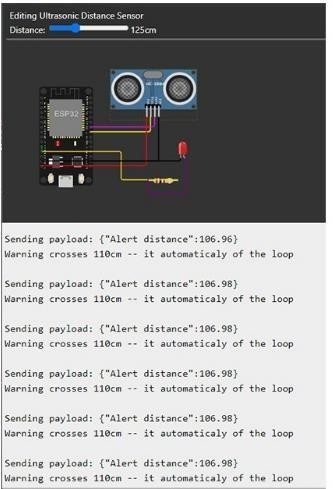 Editing Ultrasonic Distance Sensor
Distance: 125cm
ESP32
Sending payload: {"Alert distance":106.96}
Warning crosses 110cm -- it automaticaly of the loop
Sending payload: {"Alert distance":106.98}
Warning crosses 110cm -- it automaticaly of the loop
Sending payload: {"Alert distance":106.98}
Warning crosses 110cm -- it automaticaly of the loop
Sending payload: {"Alert distance":106.98}
Warning crosses 110cm -- it automaticaly of the loop
Sending payload: {"Alert distance":106.98}
Warning crosses 110cm -- it automaticaly of the loop
Sending payload: {"Alert distance":106.98}
Warning crosses 110cm -- it automaticaly of the loop